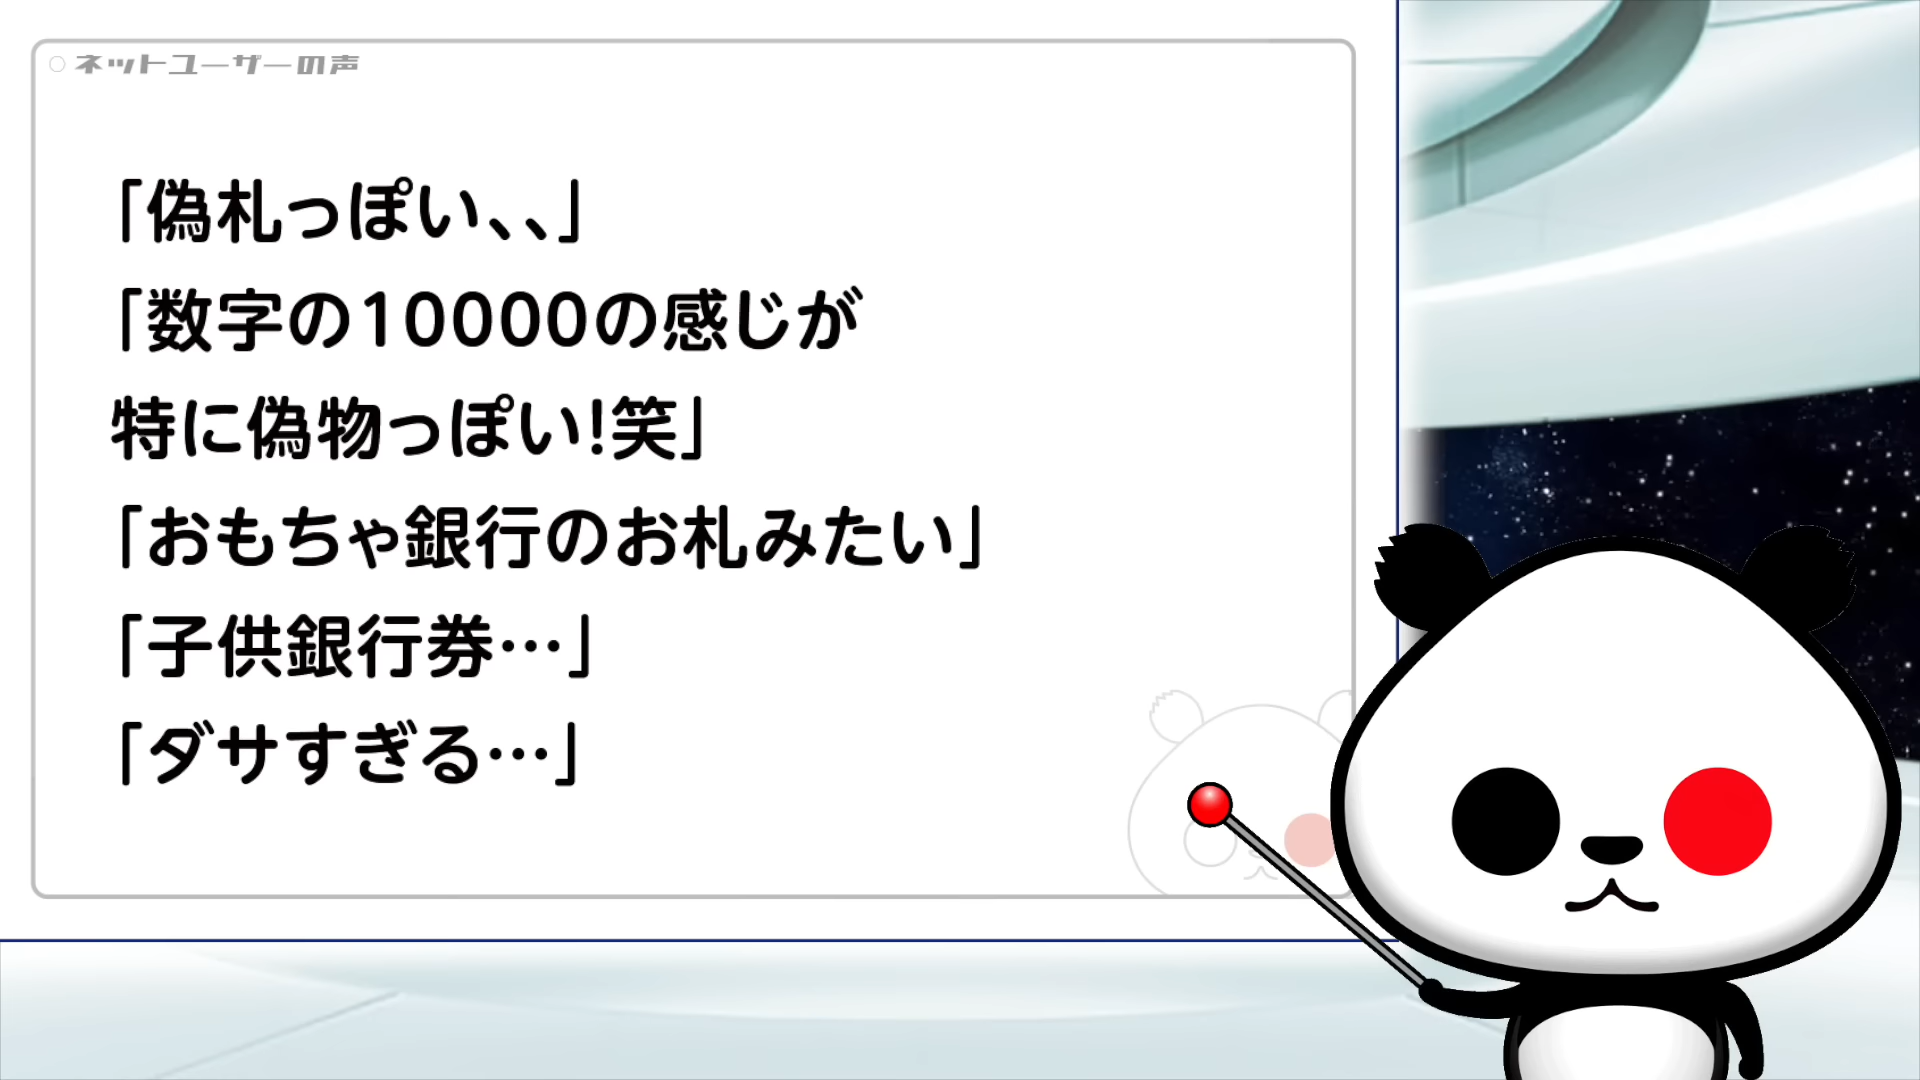 ○ ネットユーザーの声
「偽札っぽい、、」
「数字の10000の感じが
特に偽物っぽい!笑」
「おもちゃ銀行のお札みたい」
「子供銀行券…」
「ダサすぎる…」